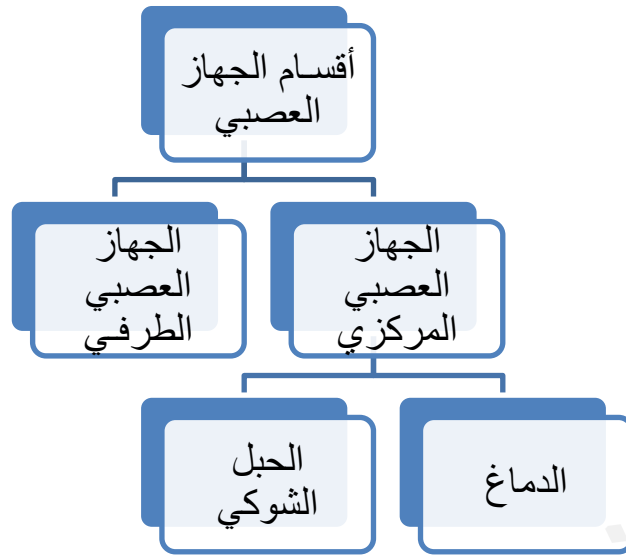 أقسام الجهاز
العصبي
الجهاز
العصبي
المركزي
الجهاز
العصبي
الطرفي
الدماغ
الحبل
الشوكي